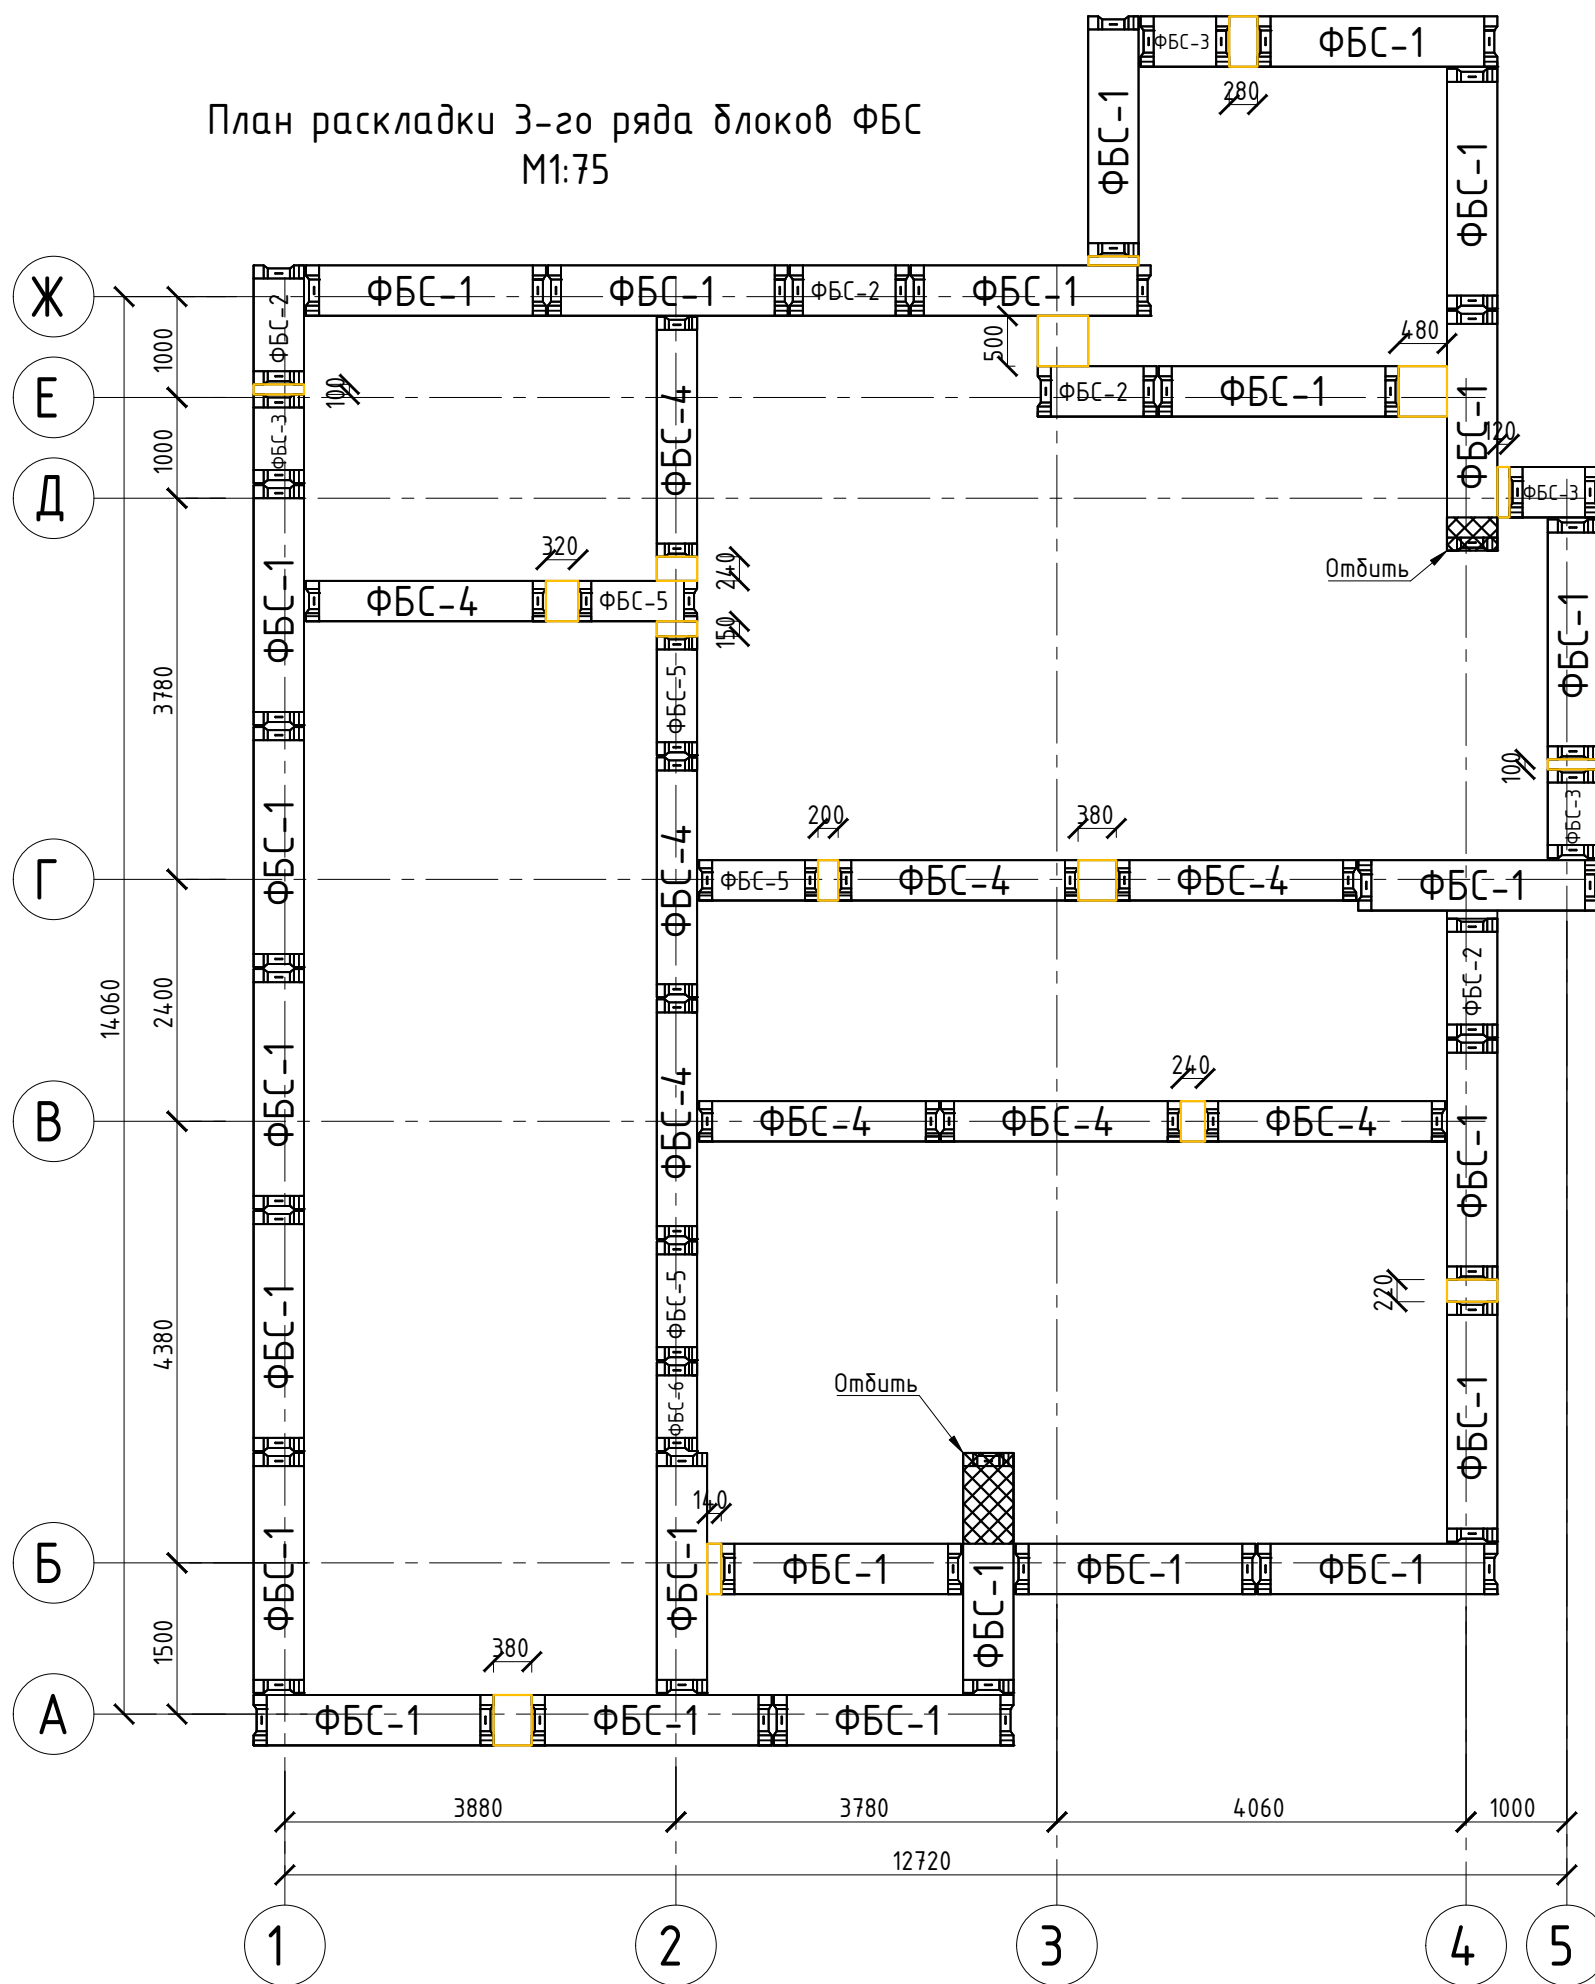 ФБС-3
ФБС-1
280
ФБС-1
ФБС-1
План раскладки 3-го ряда блоков ФБС
М1:75
Ж
ФБС-2
ФБС-1
ФБС-1
ФБС-2
ФБС-1
1000
500
480
Е
100
ФБС-4
ФБС-2
ФБС-1
ФБС-1
120
1000
ФБС-3
Д
ФБС-3
320
240
Отбить
ФБС-1
ФБС-4
ФБС-5
150
ФБС-1
3780
ФБС-5
100
ФБС-3
200
380
ФБС-1
ФБС-4
Г
ФБС-5
ФБС-4
ФБС-4
ФБС-1
14060
2400
ФБС-2
240
В
ФБС-1
ФБС-4
ФБС-4
ФБС-4
ФБС-4
ФБС-1
220
4380
ФБС-1
ФБС-5
Отбить
ФБС-6
ФБС-1
140
Б
ФБС-1
ФБС-1
ФБС-1
ФБС-1
ФБС-1
ФБС-1
1500
380
А
ФБС-1
ФБС-1
ФБС-1
3880
3780
4060
1000
12720
1
2
3
4
5